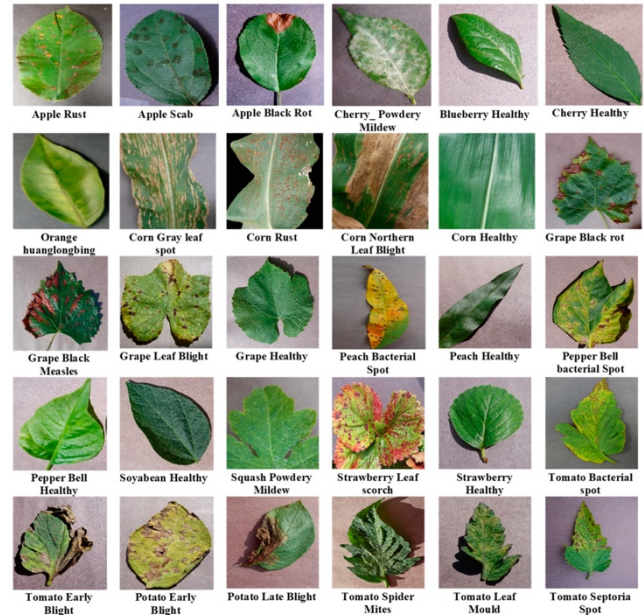 Apple Rust
Apple Scab
Apple Black Rot
Cherry_ Powdery
Mildew
Blueberry Healthy
Cherry Healthy
Orange
huanglongbing
Corn Gray leaf
spot
Corn Rust
Corn Northern
Leaf Blight
Corn Healthy
Grape Black rot
Grape Black
Measles
Grape Leaf Blight
Grape Healthy
Peach Bacterial
Spot
Peach Healthy
Pepper Bell
bacterial Spot
Pepper Bell
Healthy
Soyabean Healthy
Squash Powdery
Mildew
Strawberry Leaf
scorch
Strawberry
Healthy
Tomato Bacterial
spot
Tomato Early
Blight
Potato Early
Blight
Potato Late Blight
Tomato Spider
Mites
Tomato Leaf
Mould
Tomato Septoria
Spot